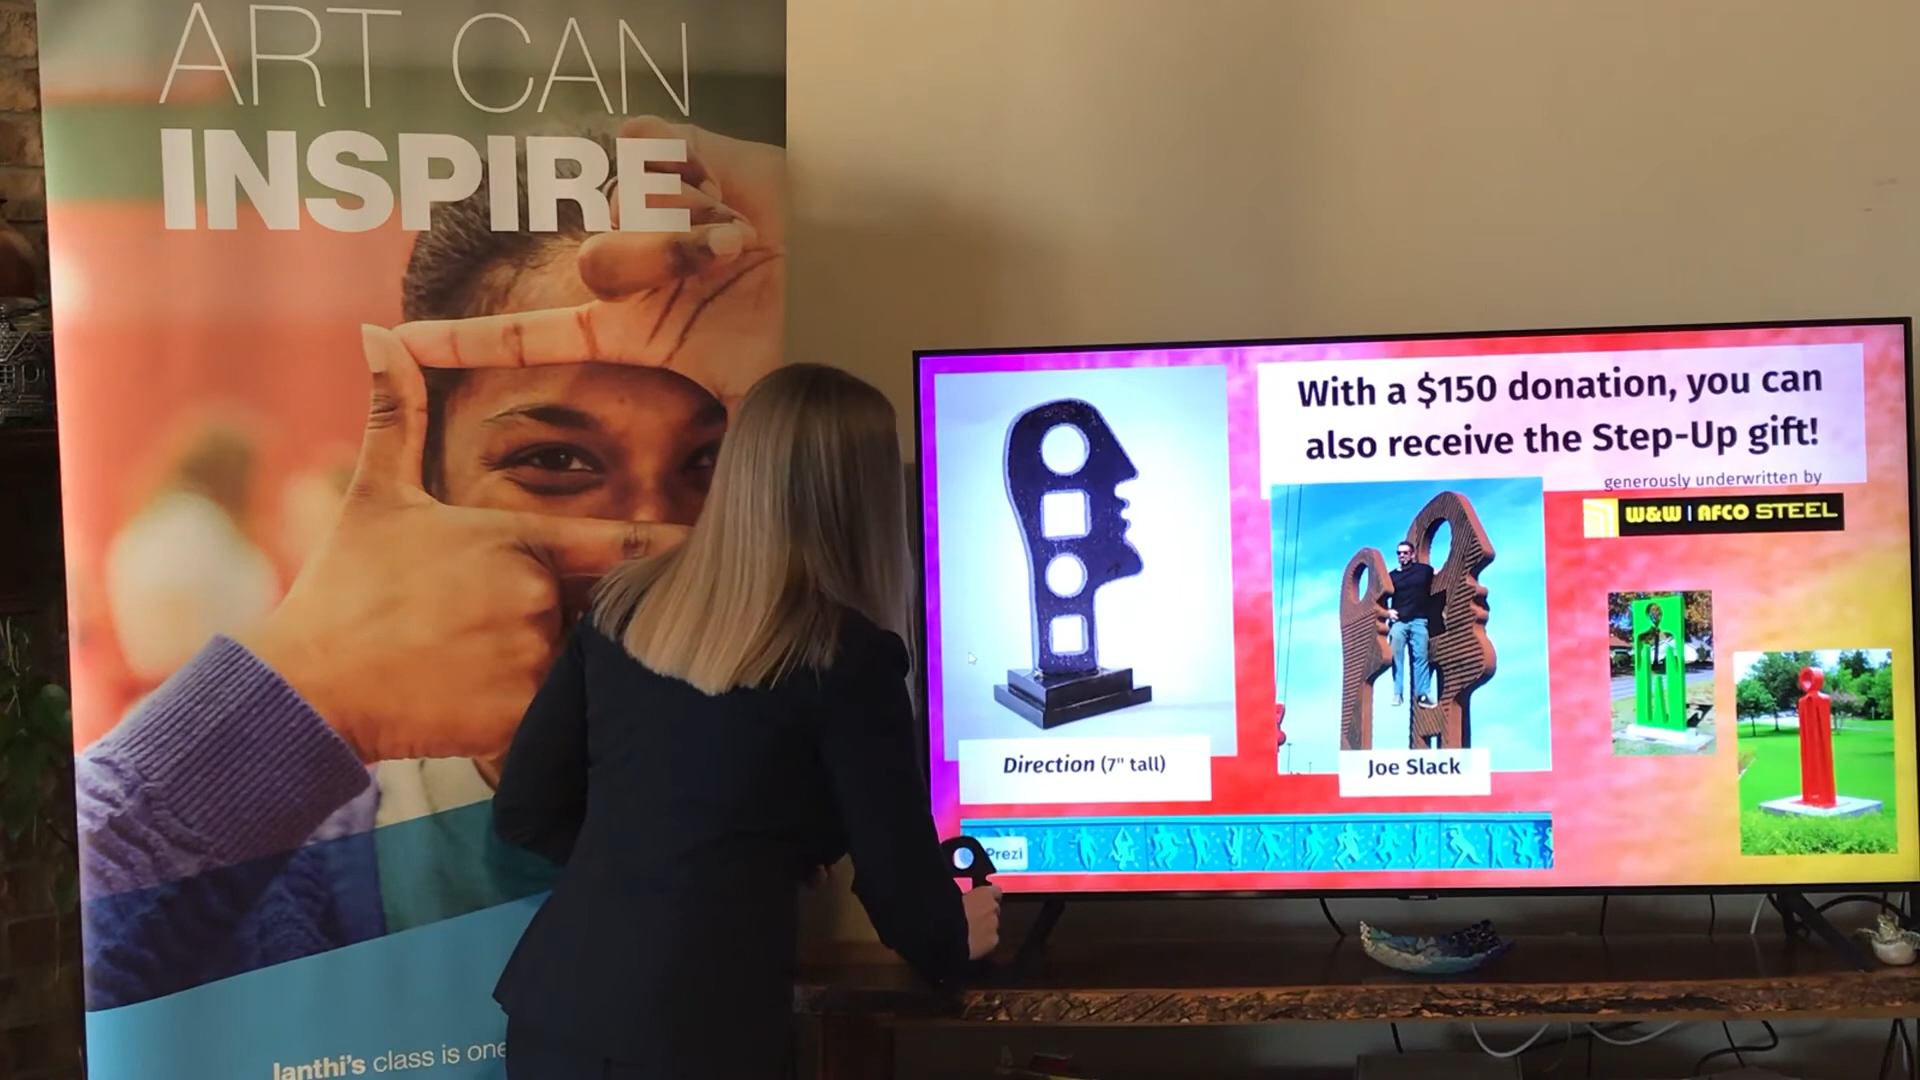 ART CAN
INSPIRE
Ianthi's class is one
With a $150 donation, you can
also receive the Step-Up gift!
generously underwritten by
W&W | AFCO STEEL
Direction (7" tall)
Joe Slack
Prezi